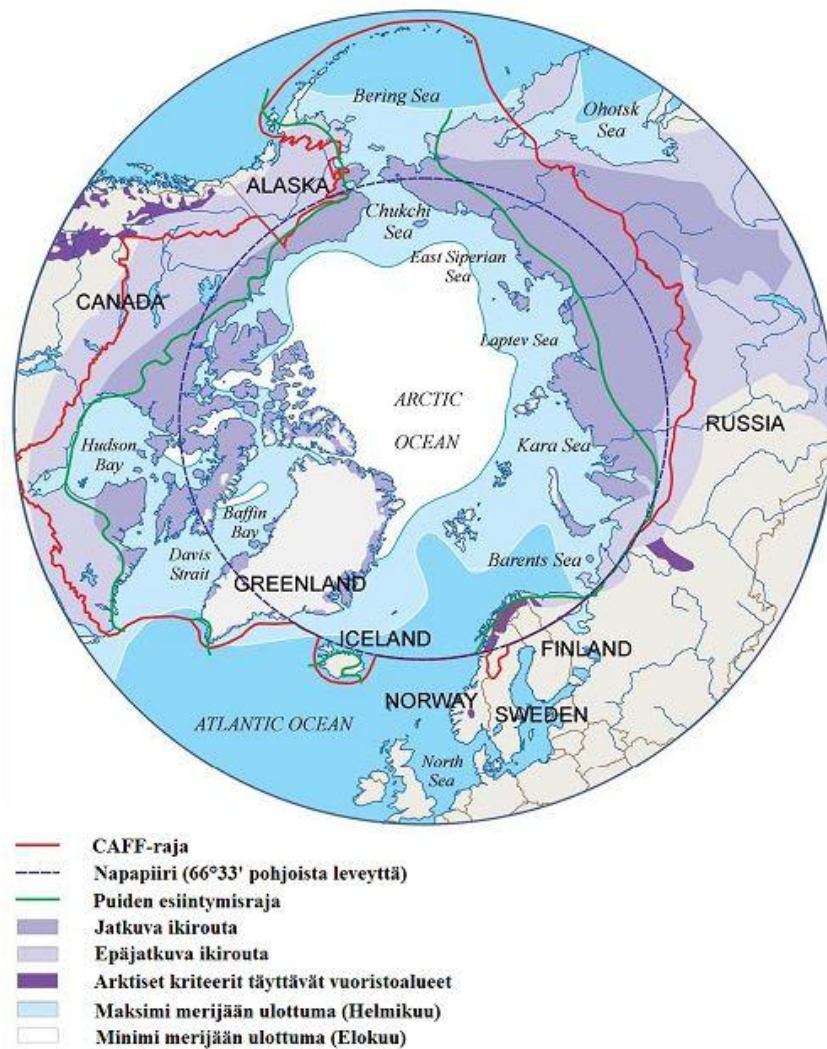 Bering Sea
Ohotsk
Sea
ALASKA
Chukchi
Sea
East Siperian
Sea
CANADA
Laptev Sea
ARCTIC
OCEAN
RUSSIA
Hudson
Bay
Kara Sea
Baffin
Bay
Davis
Strait
Barents Sea
GREENLAND
ICELAND
FINLAND
NORWAY
SWEDEN
ATLANTIC OCEAN
North
Sea
CAFF-raja
Napapiiri (66°33' pohjoista leveyttä)
Puiden esiintymisraja
Jatkuva ikirouta
Epäjatkuva ikirouta
Arktiset kriteerit täyttävät vuoristoalueet
Maksimi merijään ulottuma (Helmikuu)
Minimi merijään ulottuma (Elokuu)